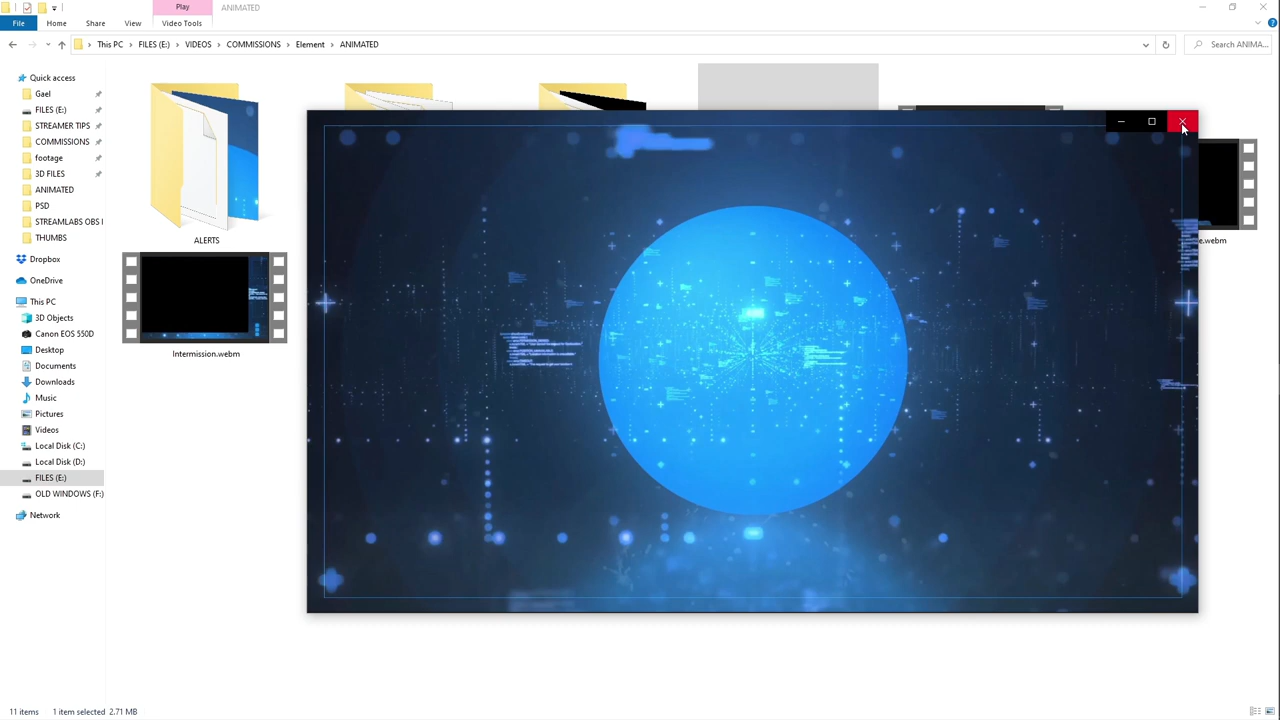 Play
ANIMATED
File
Home
Share
View
Video Tools
This PC
FILES (E:)
VIDEOS
COMMISSIONS
Element
ANIMATED
Search ANIMA...
Quick access
Gael
FILES (E:)
STREAMER TIPS
COMMISSIONS
footage
3D FILES
ANIMATED
PSD
STREAMLABS OBS I
THUMBS
Dropbox
OneDrive
This PC
3D Objects
Canon EOS 550D
Desktop
Documents
Downloads
Music
Pictures
Videos
Local Disk (C:)
Local Disk (D:)
FILES (E:)
OLD WINDOWS (F:)
Network
ALERTS
Intermission.webm
e.webm
11 items
1 item selected 2.71 MB